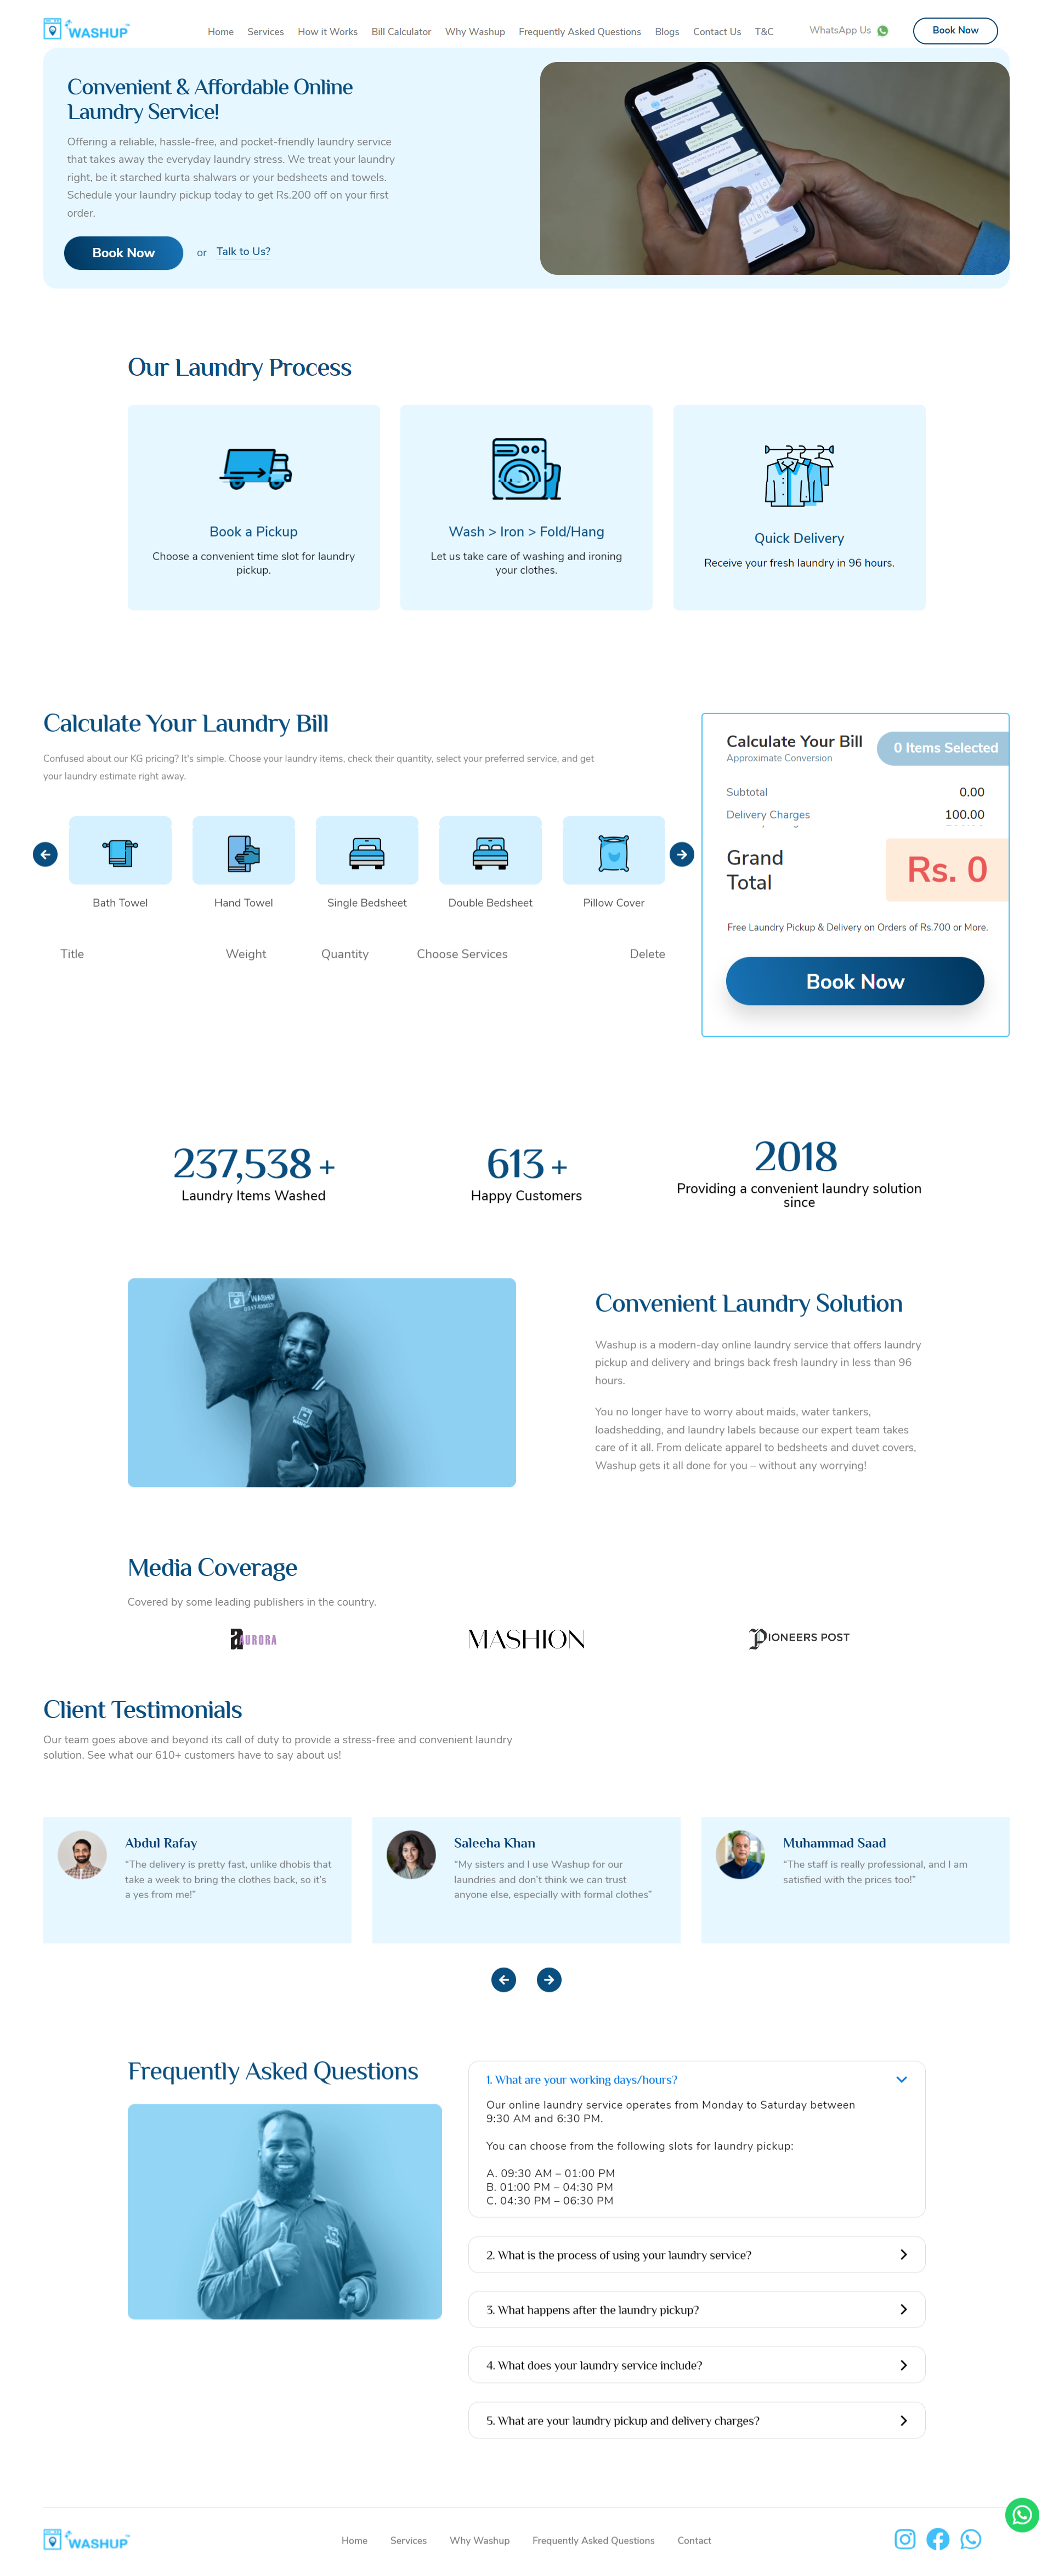 WASHUP
Home Services How it Works Bill Calculator Why Washup Frequently Asked Questions Blogs Contact Us T&C WhatsApp Us Book Now
Convenient & Affordable Online
Laundry Service!
Offering a reliable, hassle-free, and pocket-friendly laundry service
that takes away the everyday laundry stress. We treat your laundry
right, be it starched kurta shalwars or your bedsheets and towels.
Schedule your laundry pickup today to get Rs.200 off on your first
order.
Book Now or Talk to Us?
Our Laundry Process
Book a Pickup
Choose a convenient time slot for laundry
pickup.
Wash > Iron > Fold/Hang
Let us take care of washing and ironing
your clothes.
Quick Delivery
Receive your fresh laundry in 96 hours.
Calculate Your Laundry Bill
Confused about our KG pricing? It's simple. Choose your laundry items, check their quantity, select your preferred service, and get
your laundry estimate right away.
Bath Towel Hand Towel Single Bedsheet Double Bedsheet Pillow Cover
Title Weight Quantity Choose Services Delete
Calculate Your Bill
Approximate Conversion
0 Items Selected
Subtotal 0.00
Delivery Charges 100.00
Grand
Total
Rs. 0
Free Laundry Pickup & Delivery on Orders of Rs.700 or More.
Book Now
237,538 +
Laundry Items Washed
613 +
Happy Customers
2018
Providing a convenient laundry solution
since
WASHUP
Convenient Laundry Solution
Washup is a modern-day online laundry service that offers laundry
pickup and delivery and brings back fresh laundry in less than 96
hours.
You no longer have to worry about maids, water tankers,
loadshedding, and laundry labels because our expert team takes
care of it all. From delicate apparel to bedsheets and duvet covers,
Washup gets it all done for you – without any worrying!
Media Coverage
Covered by some leading publishers in the country.
aurora
MASHION
PIONEERS POST
Client Testimonials
Our team goes above and beyond its call of duty to provide a stress-free and convenient laundry
solution. See what our 610+ customers have to say about us!
Abdul Rafay
“The delivery is pretty fast, unlike dhobis that
take a week to bring the clothes back, so it’s
a yes from me!”
Saleeha Khan
“My sisters and I use Washup for our
laundries and don’t think we can trust
anyone else, especially with formal clothes”
Muhammad Saad
“The staff is really professional, and I am
satisfied with the prices too!”
Frequently Asked Questions
1. What are your working days/hours?
Our online laundry service operates from Monday to Saturday between
9:30 AM and 6:30 PM.
You can choose from the following slots for laundry pickup:
A. 09:30 AM – 01:00 PM
B. 01:00 PM – 04:30 PM
C. 04:30 PM – 06:30 PM
2. What is the process of using your laundry service?
3. What happens after the laundry pickup?
4. What does your laundry service include?
5. What are your laundry pickup and delivery charges?
WASHUP
Home Services Why Washup Frequently Asked Questions Contact